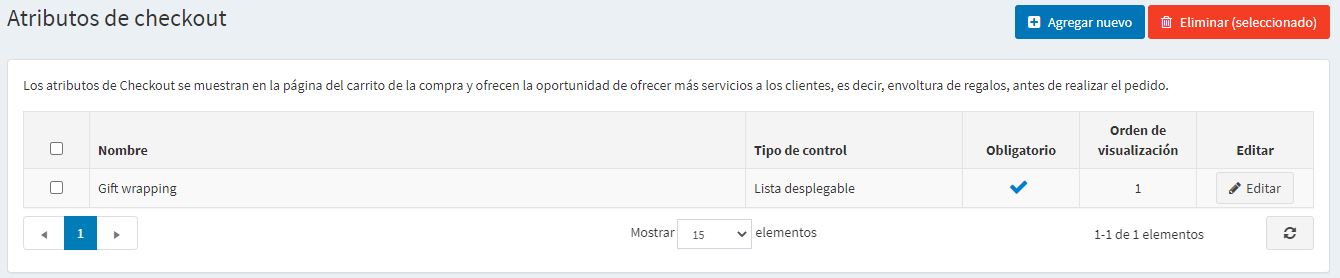 Atributos de checkout
Agregar nuevo
Eliminar (seleccionado)
Los atributos de Checkout se muestran en la página del carrito de la compra y ofrecen la oportunidad de ofrecer más servicios a los clientes, es decir, envoltura de regalos, antes de realizar el pedido.
Nombre
Tipo de control
Obligatorio
Orden de
visualización
Editar
Gift wrapping
Lista desplegable
1
Editar
1
Mostrar 15 elementos
1-1 de 1 elementos